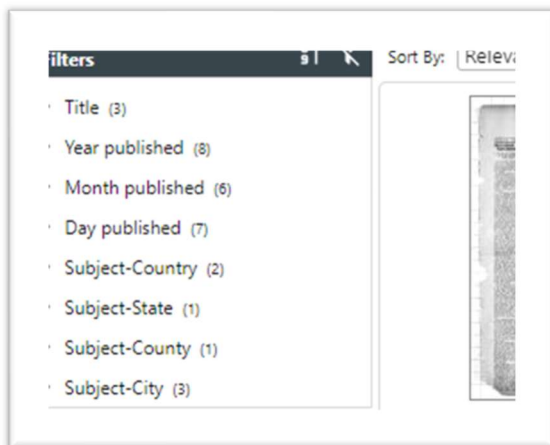 ilters
Sort By: Releva
Title (3)
Year published (8)
Month published (6)
Day published (7)
Subject-Country (2)
Subject-State (1)
Subject-County (1)
Subject-City (3)